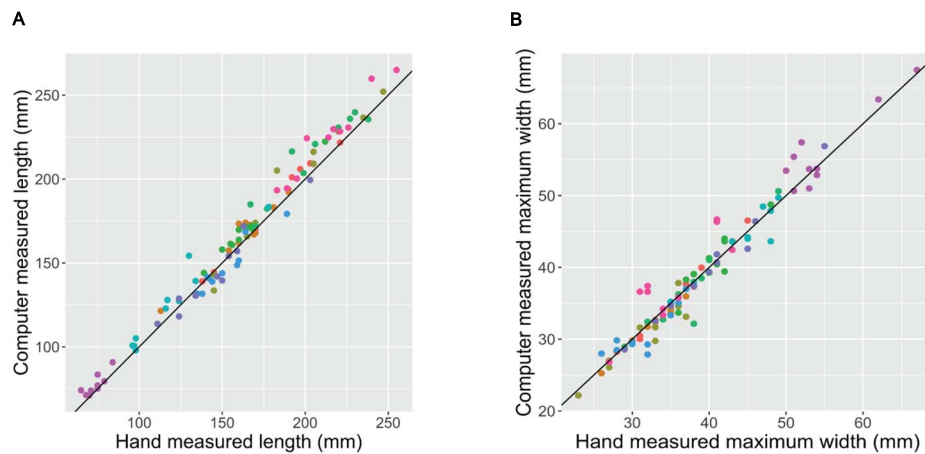 A
B
Computer measured length (mm)
250
200
150
100
100
150
200
250
Hand measured length (mm)
Computer measured maximum width (mm)
60
50
40
30
20
30
40
50
60
Hand measured maximum width (mm)